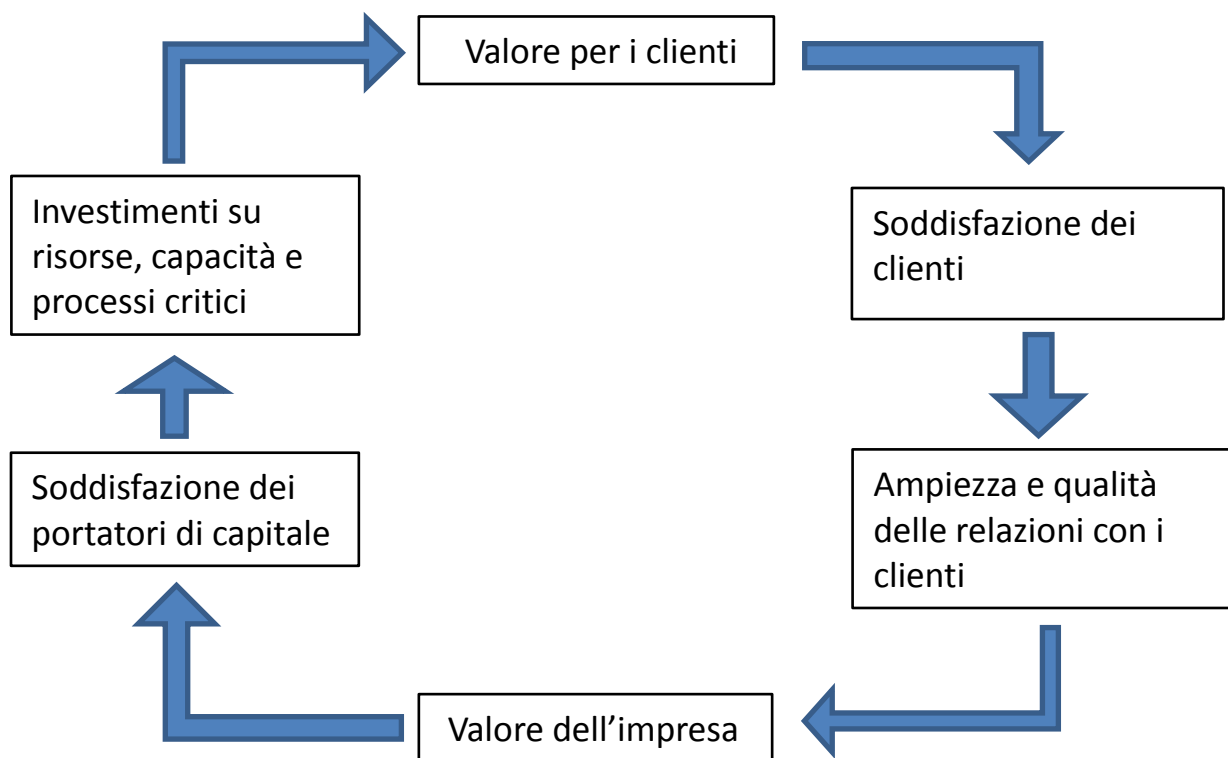 Valore per i clienti
Soddisfazione dei
clienti
Ampiezza e qualità
delle relazioni con i
clienti
Valore dell’impresa
Soddisfazione dei
portatori di capitale
Investimenti su
risorse, capacità e
processi critici